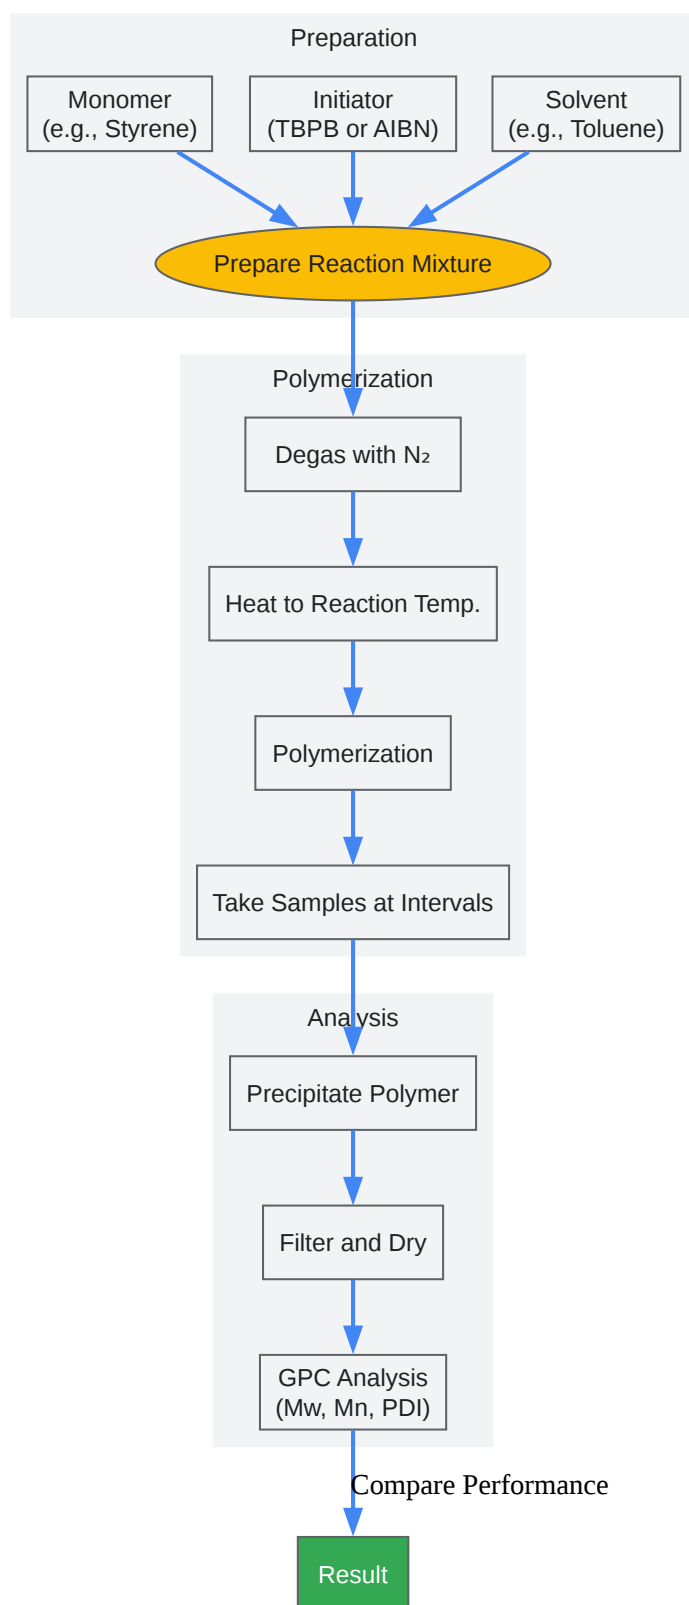 Preparation
Monomer
(e.g., Styrene)
Initiator
(TBPB or AIBN)
Solvent
(e.g., Toluene)
Prepare Reaction Mixture
Polymerization
Degas with N₂
Heat to Reaction Temp.
Polymerization
Take Samples at Intervals
Analysis
Precipitate Polymer
Filter and Dry
GPC Analysis
(Mw, Mn, PDI)
Compare Performance
Result